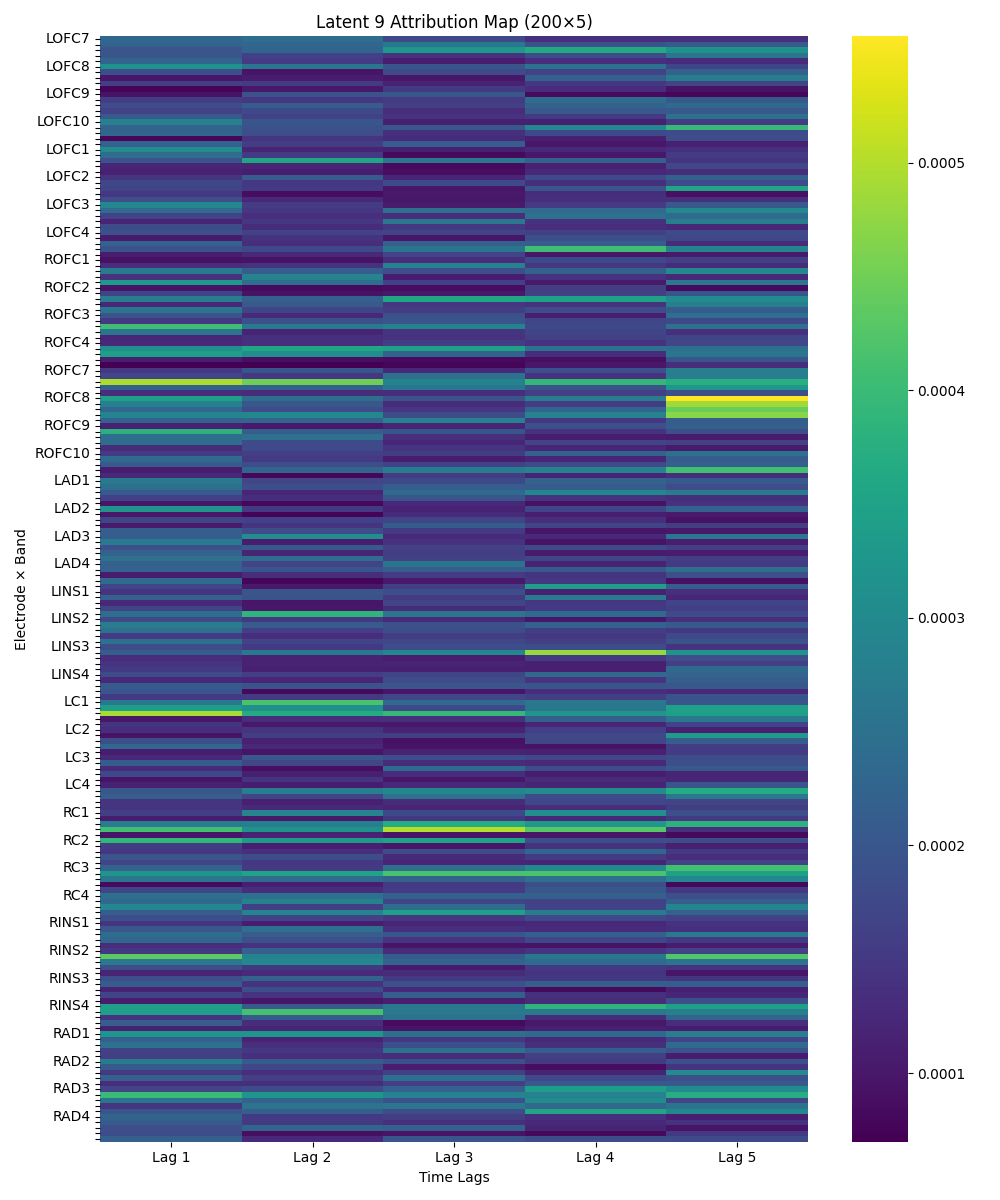 Latent 9 Attribution Map (200×5)
LOFC7
LOFC8
LOFC9
LOFC10
LOFC1
LOFC2
LOFC3
LOFC4
ROFC1
ROFC2
ROFC3
ROFC4
ROFC7
ROFC8
ROFC9
ROFC10
LAD1
LAD2
LAD3
LAD4
LINS1
LINS2
LINS3
LINS4
LC1
LC2
LC3
LC4
RC1
RC2
RC3
RC4
RINS1
RINS2
RINS3
RINS4
RAD1
RAD2
RAD3
RAD4
Electrode × Band
Lag 1 Lag 2 Lag 3 Lag 4 Lag 5
Time Lags
0.0005
0.0004
0.0003
0.0002
0.0001